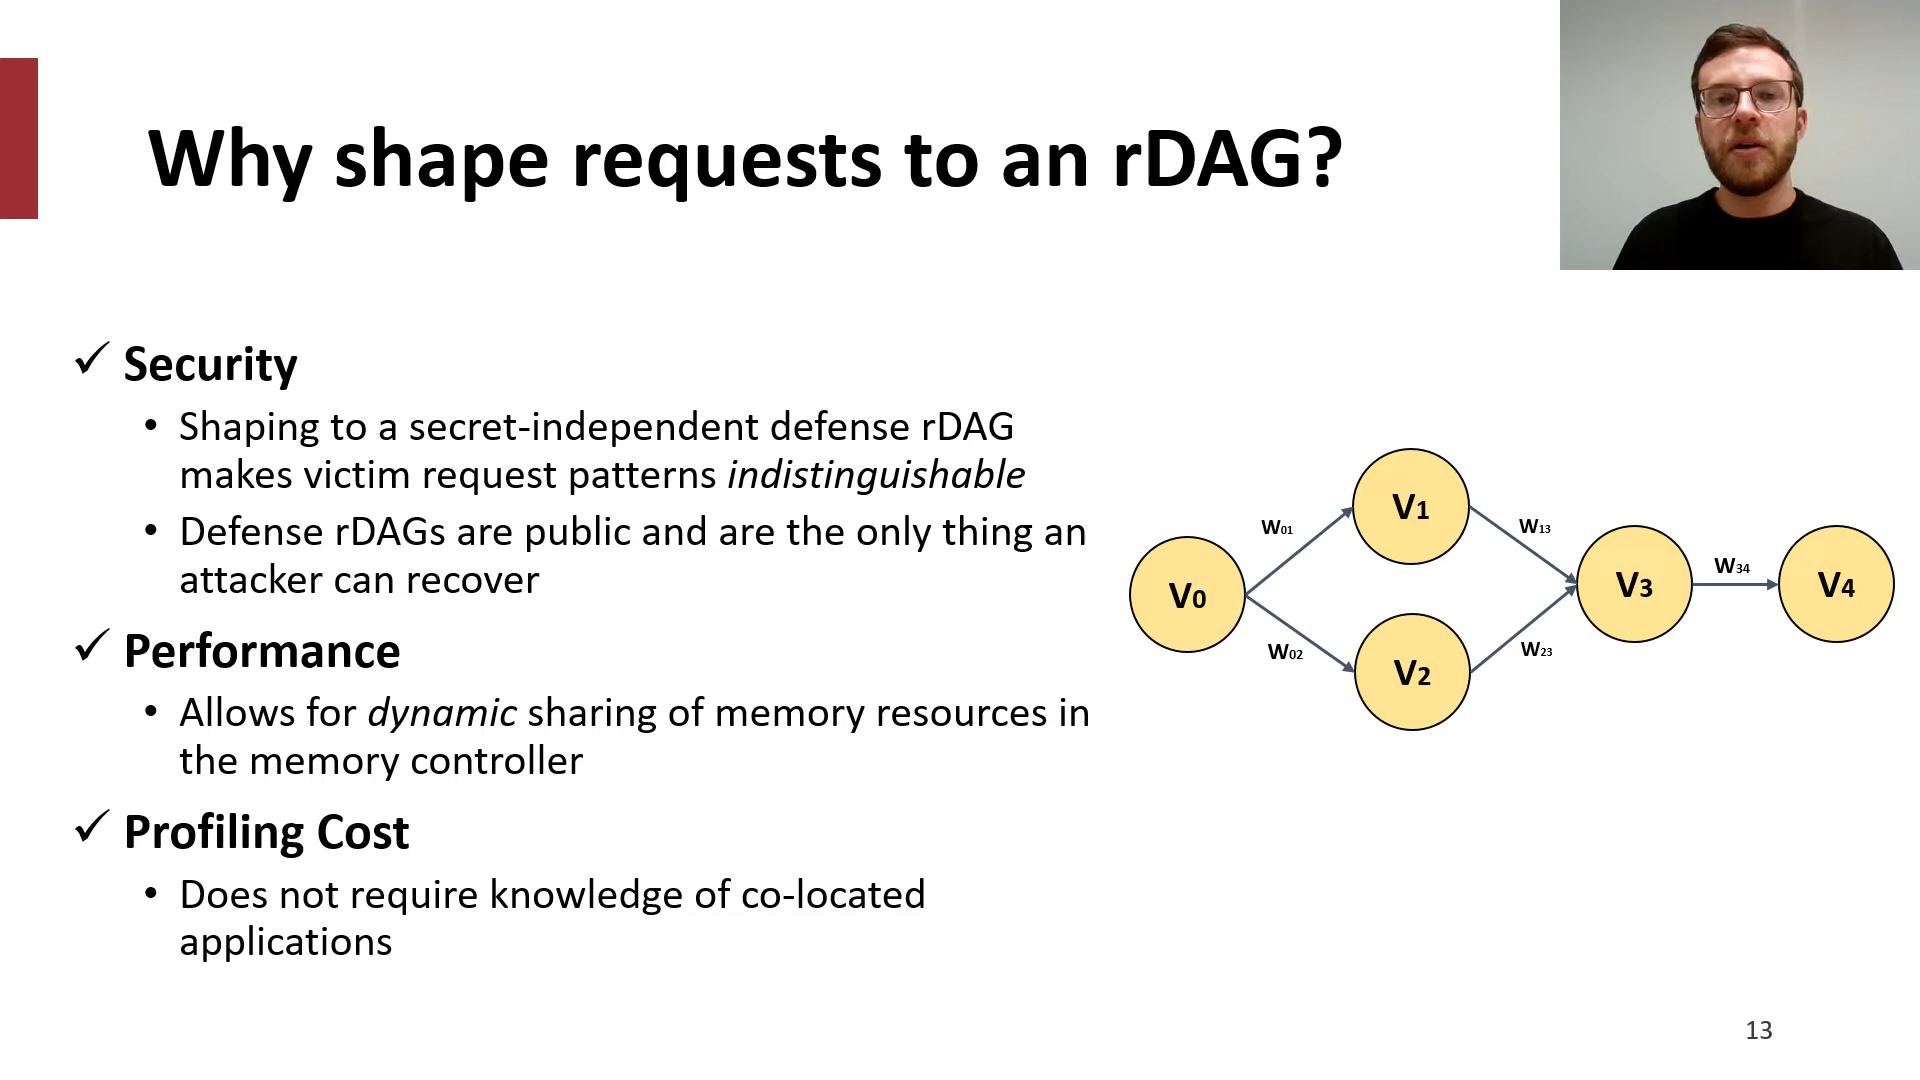 Why shape requests to an rDAG?
✓ Security
• Shaping to a secret-independent defense rDAG
makes victim request patterns indistinguishable
• Defense rDAGs are public and are the only thing an
attacker can recover
✓ Performance
• Allows for dynamic sharing of memory resources in
the memory controller
✓ Profiling Cost
• Does not require knowledge of co-located
applications
V0
W01
W02
V1
V2
W13
W23
V3
W34
V4
13